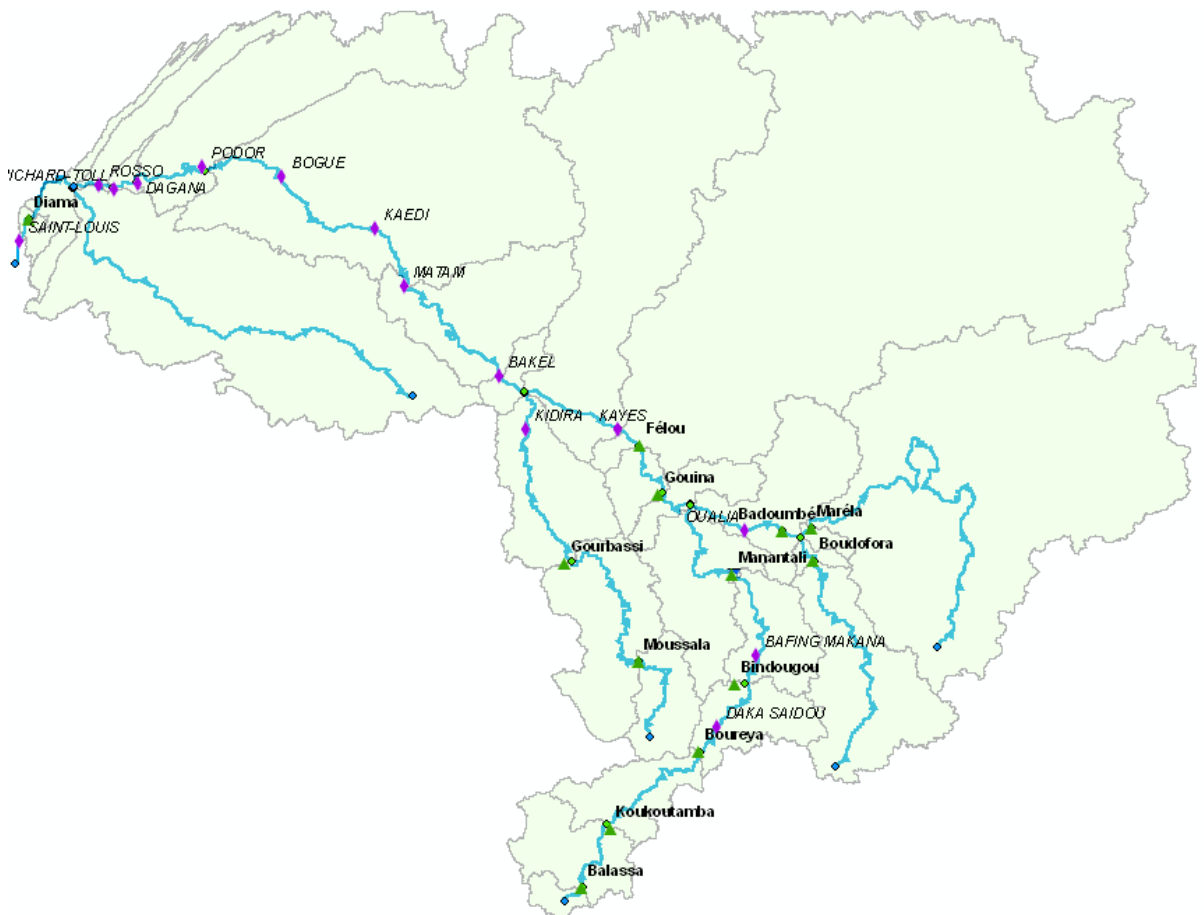 PODOR
BOGUE
ICHARD-TOLL
ROSSO
DAGANA
Diama
SAINT-LOUIS
KAEDI
MATAM
BAKEL
KIDIRA
KAYES
Félou
Gouina
OUALIA
Badoumbé
Maréla
Boudofora
Gourbassi
Manantali
Moussala
BAFING MAKANA
Bindougou
DAKA SAIDOU
Boureya
Koukoutamba
Balassa